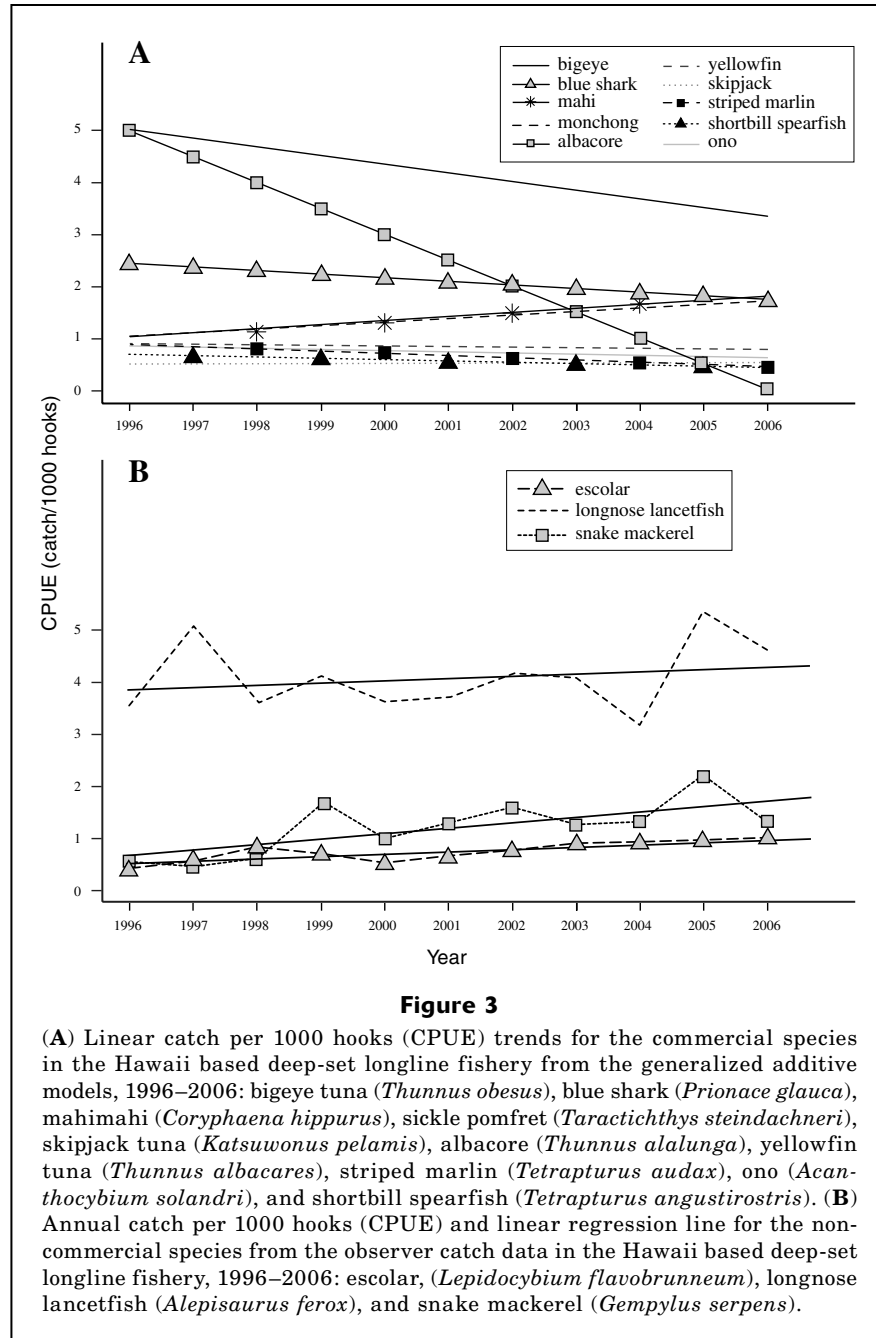 A
bigeye
blue shark
mahi
monchong
albacore
yellowfin
skipjack
striped marlin
shortbill spearfish
ono
5
4
3
2
1
0
1996 1997 1998 1999 2000 2001 2002 2003 2004 2005 2006
B
escolar
longnose lancetfish
snake mackerel
CPUE (catch/1000 hooks)
5
4
3
2
1
0
1996 1997 1998 1999 2000 2001 2002 2003 2004 2005 2006
Year
Figure 3
(A) Linear catch per 1000 hooks (CPUE) trends for the commercial species
in the Hawaii based deep-set longline fishery from the generalized additive
models, 1996–2006: bigeye tuna (Thunnus obesus), blue shark (Prionace glauca),
mahimahi (Coryphaena hippurus), sickle pomfret (Taractichthys steindachneri),
skipjack tuna (Katsuwonus pelamis), albacore (Thunnus alalunga), yellowfin
tuna (Thunnus albacares), striped marlin (Tetrapturus audax), ono (Acan-
thocybium solandri), and shortbill spearfish (Tetrapturus angustirostris). (B)
Annual catch per 1000 hooks (CPUE) and linear regression line for the non-
commercial species from the observer catch data in the Hawaii based deep-set
longline fishery, 1996–2006: escolar, (Lepidocybium flavobrunneum), longnose
lancetfish (Alepisaurus ferox), and snake mackerel (Gempylus serpens).